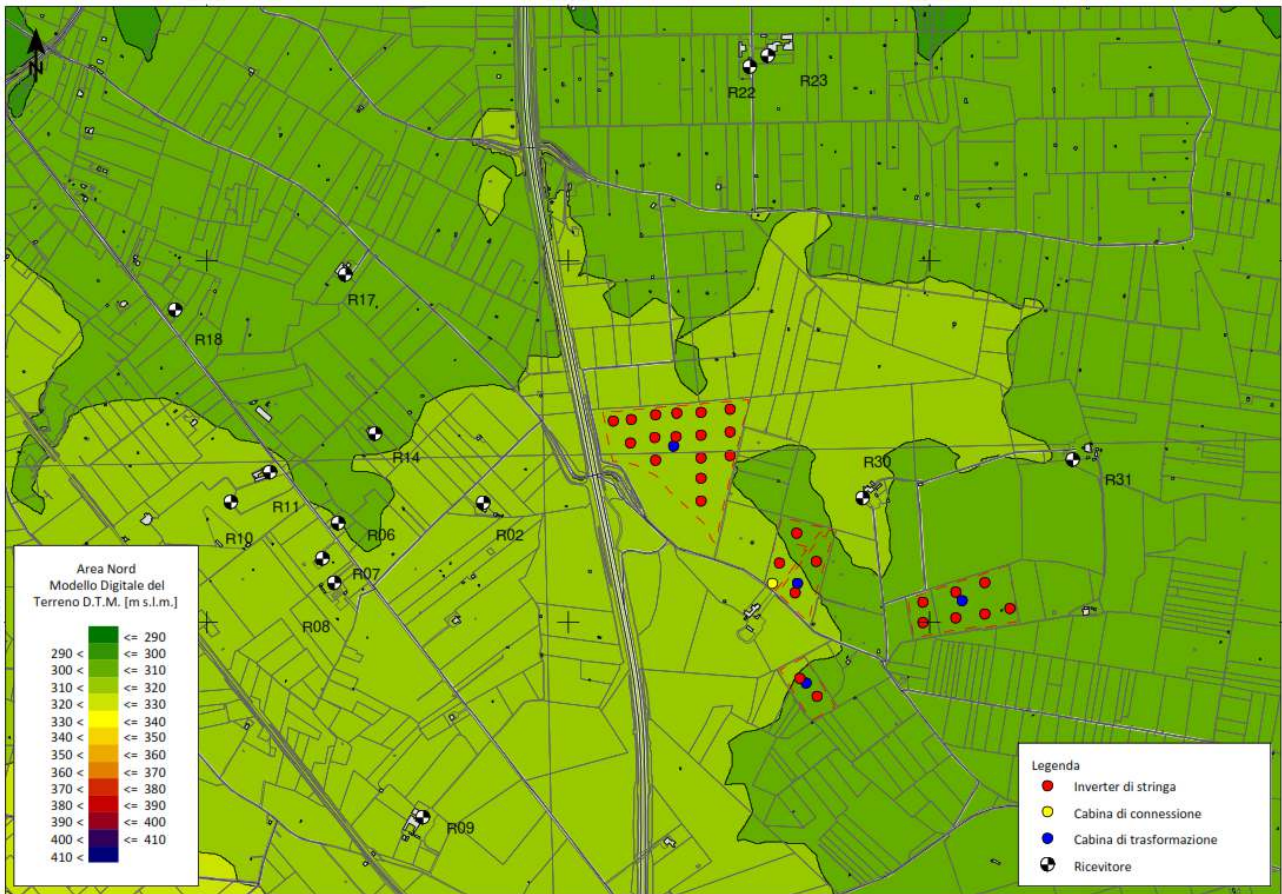 N
R22
R23
R17
R18
R14
R30
R31
R11
R10
R06
R02
R07
R08
R09
Area Nord
Modello Digitale del
Terreno D.T.M. [m s.l.m.]
<= 290
290 < <= 300
300 < <= 310
310 < <= 320
320 < <= 330
330 < <= 340
340 < <= 350
350 < <= 360
360 < <= 370
370 < <= 380
380 < <= 390
390 < <= 400
400 < <= 410
410 <
Legenda
Inverter di stringa
Cabina di connessione
Cabina di trasformazione
Ricevitore